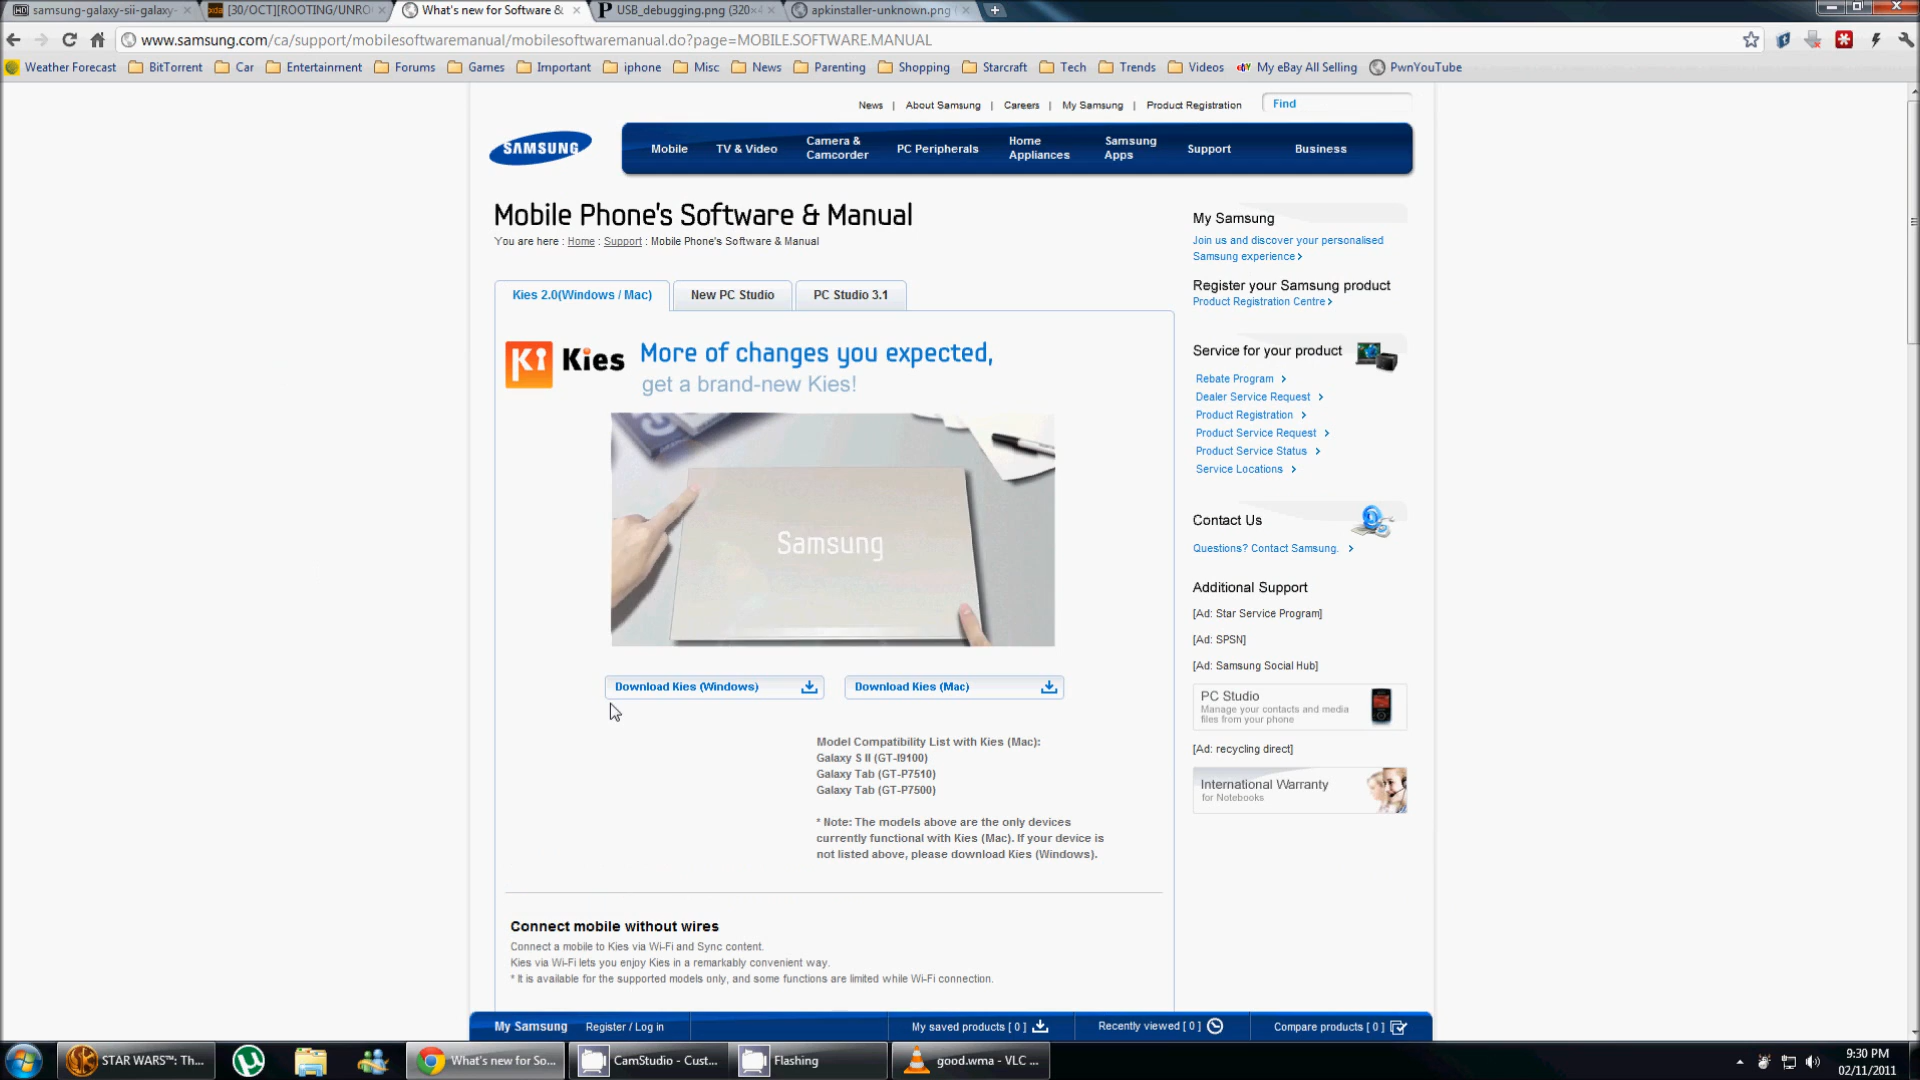 samsung-galaxy-sii-galaxy-
[30/OCT][ROOTING/UNRO
What's new for Software &
USB_debugging.png (320×4
apkinstaller-unknown.png (
www.samsung.com/ca/support/mobilesoftwaremanual/mobilesoftwaremanual.do?page=MOBILE.SOFTWARE.MANUAL
Weather Forecast BitTorrent Car Entertainment Forums Games Important iphone Misc News Parenting Shopping Starcraft Tech Trends Videos My eBay All Selling PwnYouTube
News | About Samsung | Careers | My Samsung | Product Registration Find
SAMSUNG
Mobile TV & Video Camera & Camcorder PC Peripherals Home Appliances Samsung Apps Support Business
Mobile Phone's Software & Manual
You are here : Home : Support : Mobile Phone's Software & Manual
Kies 2.0(Windows / Mac) New PC Studio PC Studio 3.1
Ki Kies
More of changes you expected,
get a brand-new Kies!
Samsung
Download Kies (Windows) Download Kies (Mac)
Model Compatibility List with Kies (Mac):
Galaxy S II (GT-I9100)
Galaxy Tab (GT-P7510)
Galaxy Tab (GT-P7500)
* Note: The models above are the only devices
currently functional with Kies (Mac). If your device is
not listed above, please download Kies (Windows).
Connect mobile without wires
Connect a mobile to Kies via Wi-Fi and Sync content.
Kies via Wi-Fi lets you enjoy Kies in a remarkably convenient way.
* It is available for the supported models only, and some functions are limited while Wi-Fi connection.
My Samsung
Join us and discover your personalised
Samsung experience
Register your Samsung product
Product Registration Centre
Service for your product
Rebate Program
Dealer Service Request
Product Registration
Product Service Request
Product Service Status
Service Locations
Contact Us
Questions? Contact Samsung.
Additional Support
[Ad: Star Service Program]
[Ad: SPSN]
[Ad: Samsung Social Hub]
PC Studio
Manage your contacts and media
files from your phone
[Ad: recycling direct]
International Warranty
for Notebooks
My Samsung Register / Log in My saved products [ 0 ] Recently viewed [ 0 ] Compare products [ 0 ]
STAR WARS™: Th... What's new for So... CamStudio - Cust... Flashing good.wma - VLC ...
9:30 PM
02/11/2011